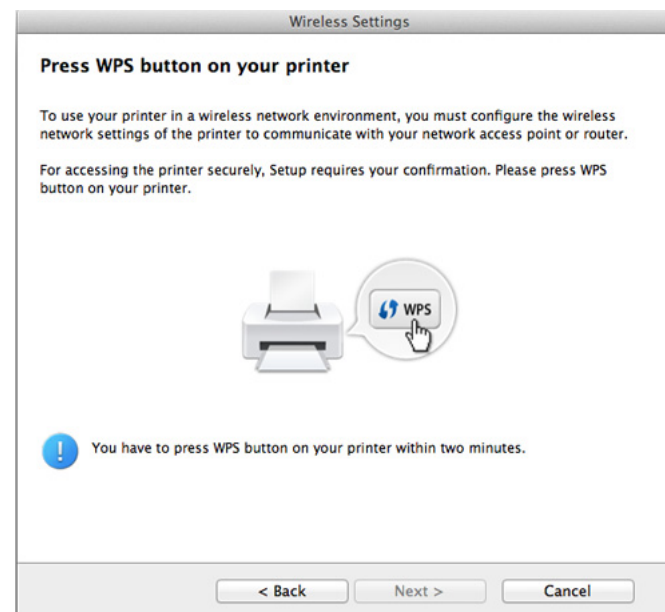 Wireless Settings
Press WPS button on your printer
To use your printer in a wireless network environment, you must configure the wireless
network settings of the printer to communicate with your network access point or router.
For accessing the printer securely, Setup requires your confirmation. Please press WPS
button on your printer.
WPS
You have to press WPS button on your printer within two minutes.
< Back
Next >
Cancel